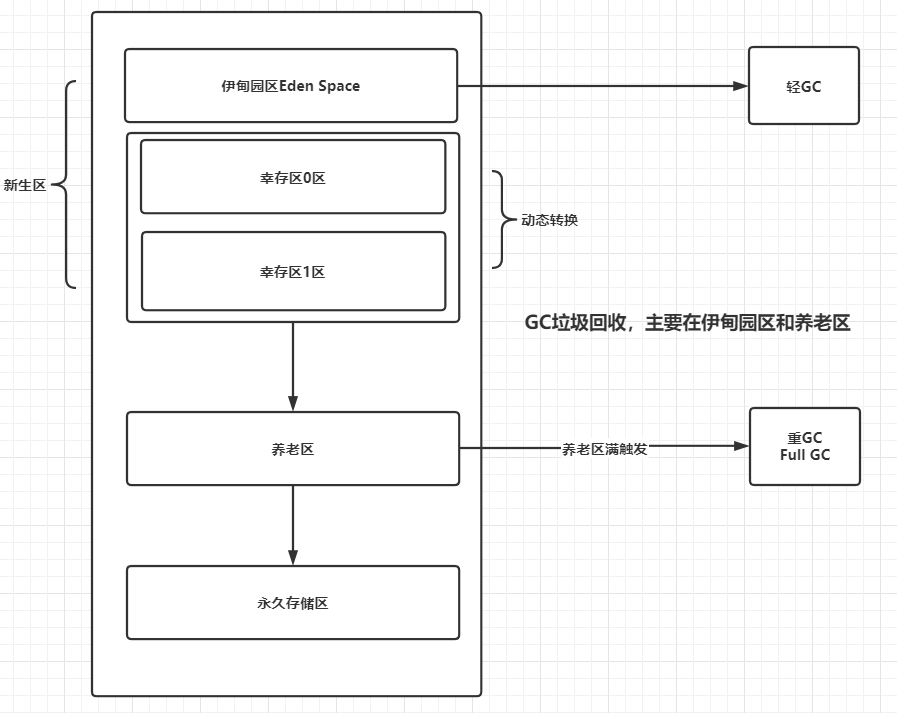 伊甸园区Eden Space
轻GC
幸存区0区
新生区
动态转换
幸存区1区
GC垃圾回收，主要在伊甸园区和养老区
养老区
养老区满触发
重GC
Full GC
永久存储区